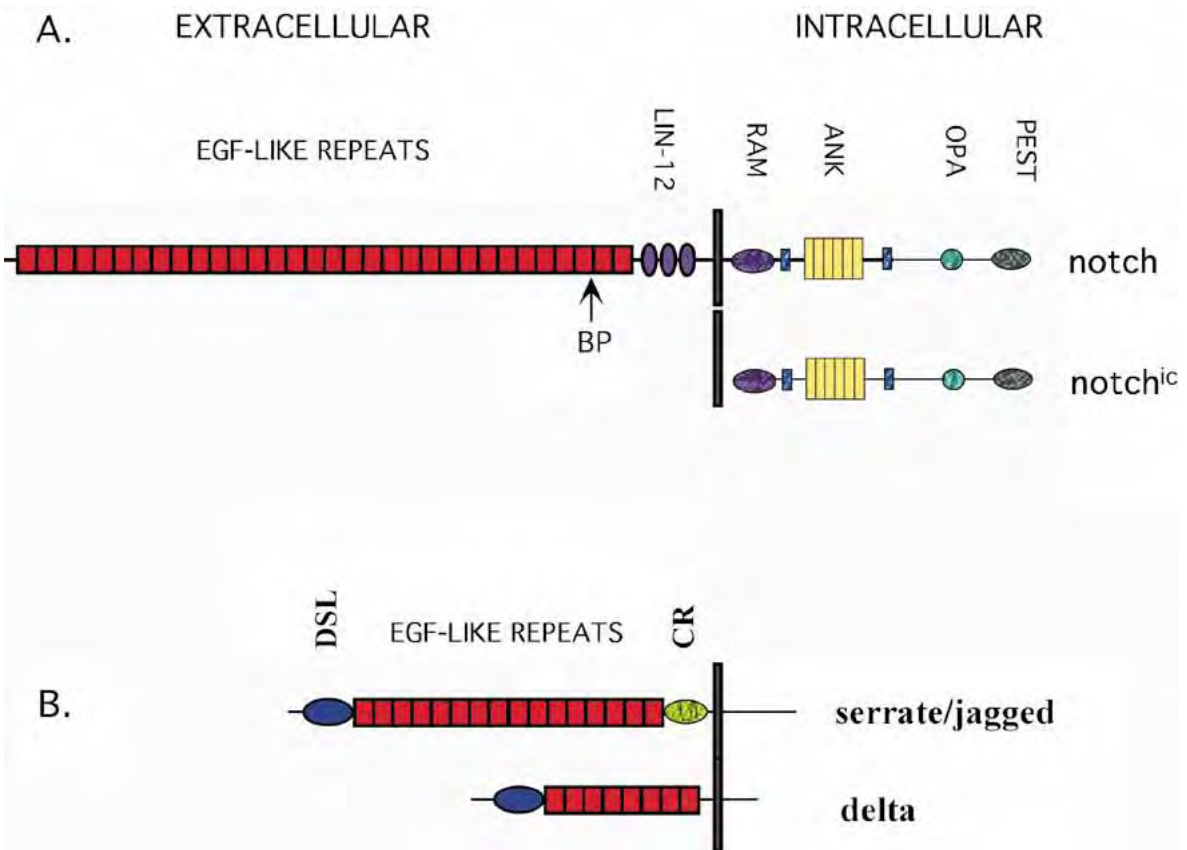 A.
EXTRACELLULAR
INTRACELLULAR
EGF-LIKE REPEATS
LIN-12
RAM
ANK
OPA
PEST
notch
BP
notchic
B.
DSL
EGF-LIKE REPEATS
CR
serrate/jagged
delta